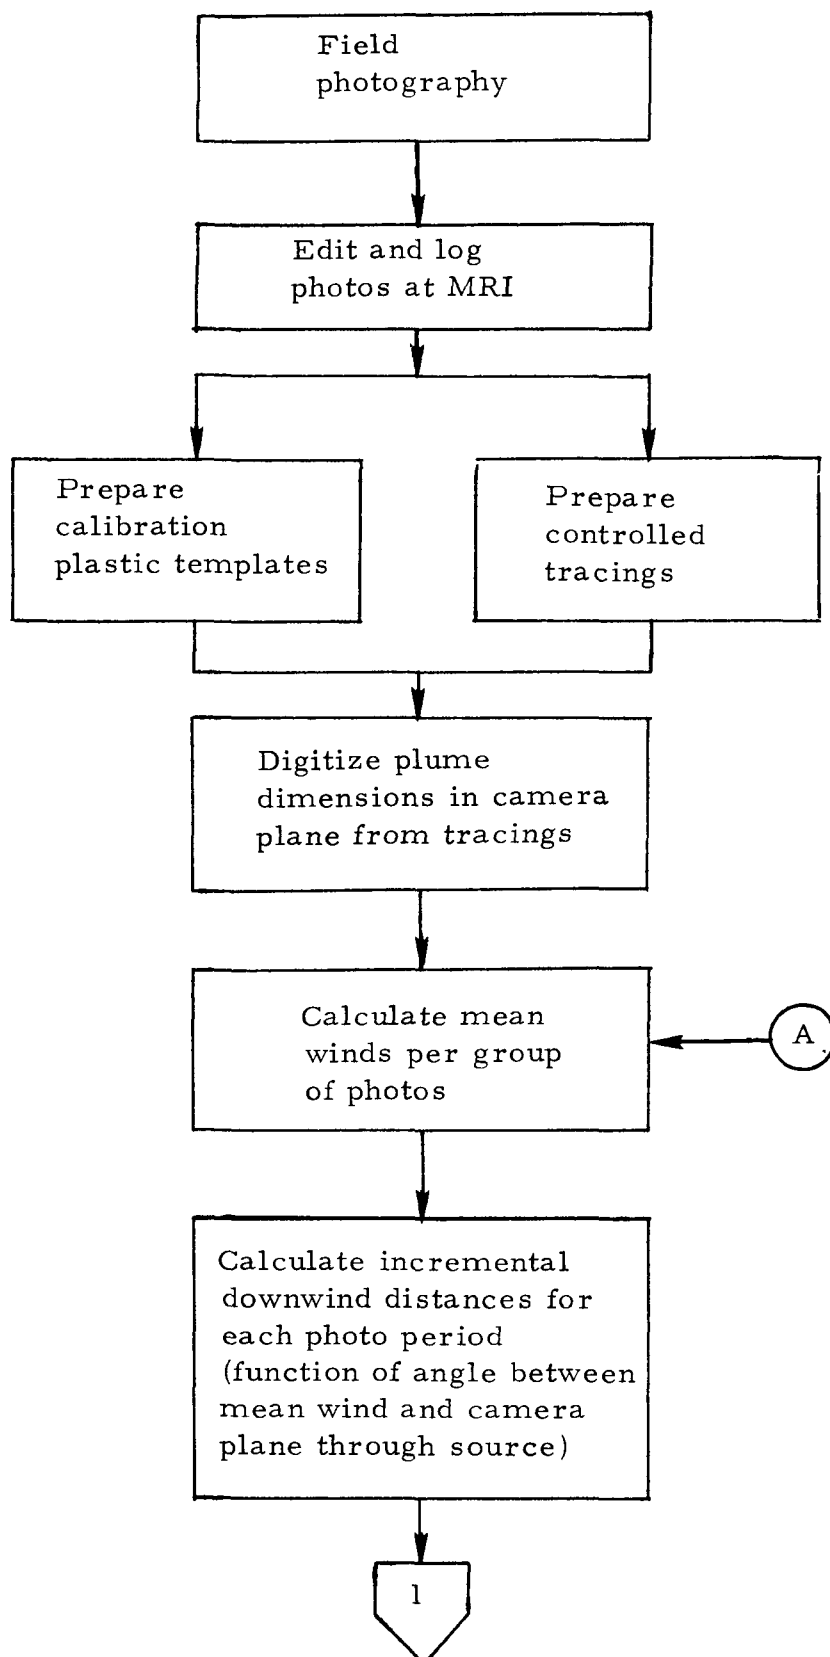 Field
photography
Edit and log
photos at MRI
Prepare
calibration
plastic templates
Prepare
controlled
tracings
Digitize plume
dimensions in camera
plane from tracings
Calculate mean
winds per group
of photos
A
Calculate incremental
downwind distances for
each photo period
(function of angle between
mean wind and camera
plane through source)
1